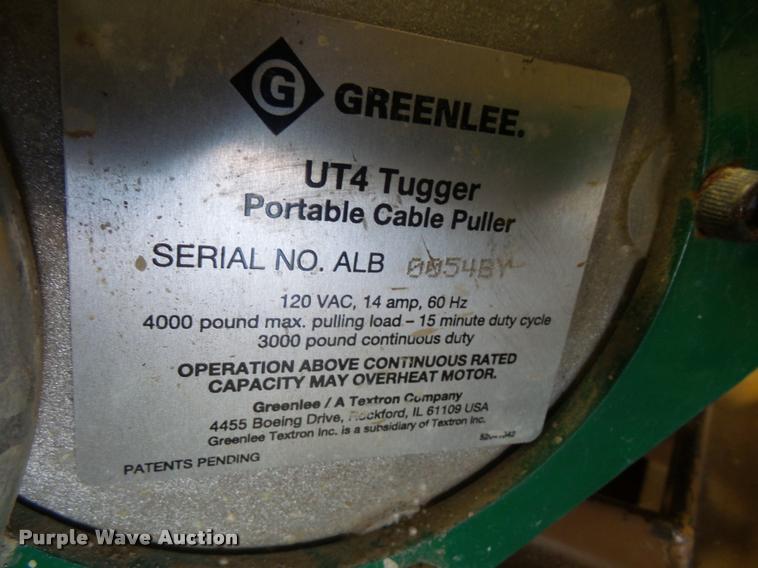 G GREENLEE.
UT4 Tugger
Portable Cable Puller
SERIAL NO. ALB 0054BY
120 VAC, 14 amp, 60 Hz
4000 pound max. pulling load – 15 minute duty cycle
3000 pound continuous duty
OPERATION ABOVE CONTINUOUS RATED
CAPACITY MAY OVERHEAT MOTOR.
Greenlee / A Textron Company
4455 Boeing Drive, Rockford, IL 61109 USA
Greenlee Textron Inc. is a subsidiary of Textron Inc.
PATENTS PENDING
Purple Wave Auction